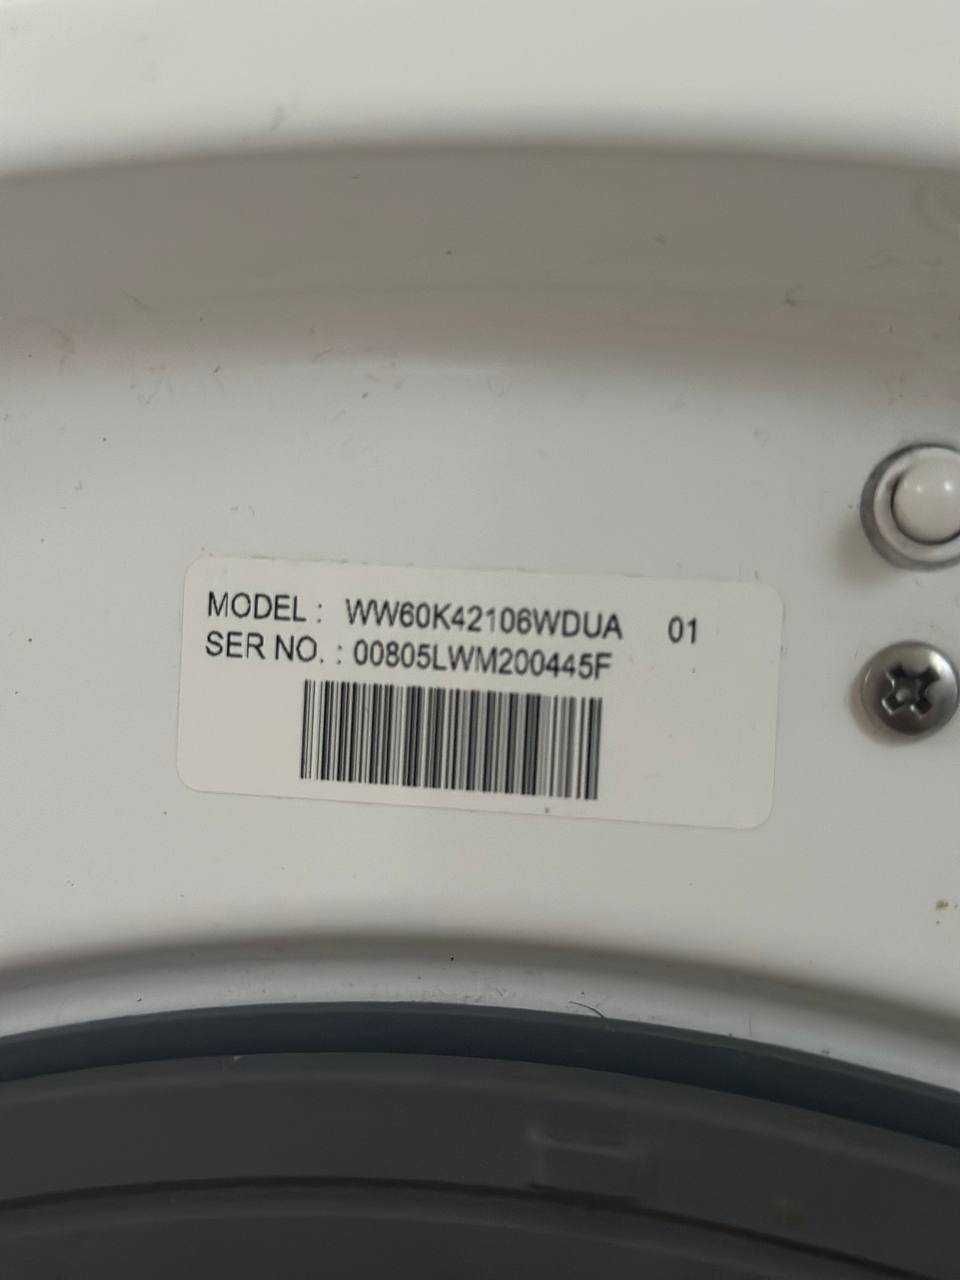 MODEL : WW60K42106WDUA 01
SER NO. : 00805LWM200445F